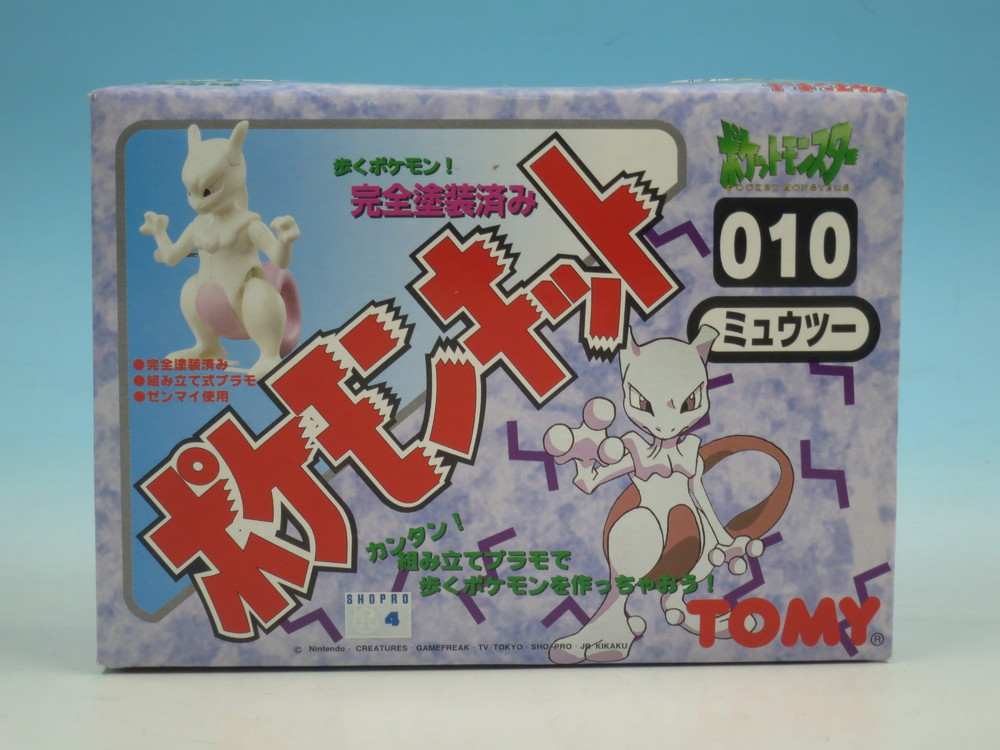 ポケットモンスター
POCKET MONSTERS
歩くポケモン!
完全塗装済み
010
ミュウツー
ポケモンキット
●完全塗装済み
●組み立て式プラモ
●ゼンマイ使用
カンタン!
組み立てプラモで
歩くポケモンを作っちゃおう!
SHOPRO
4
TOMY®
© Nintendo · CREATURES GAMEFREAK · TV TOKYO · SHO-PRO · JR KIKAKU